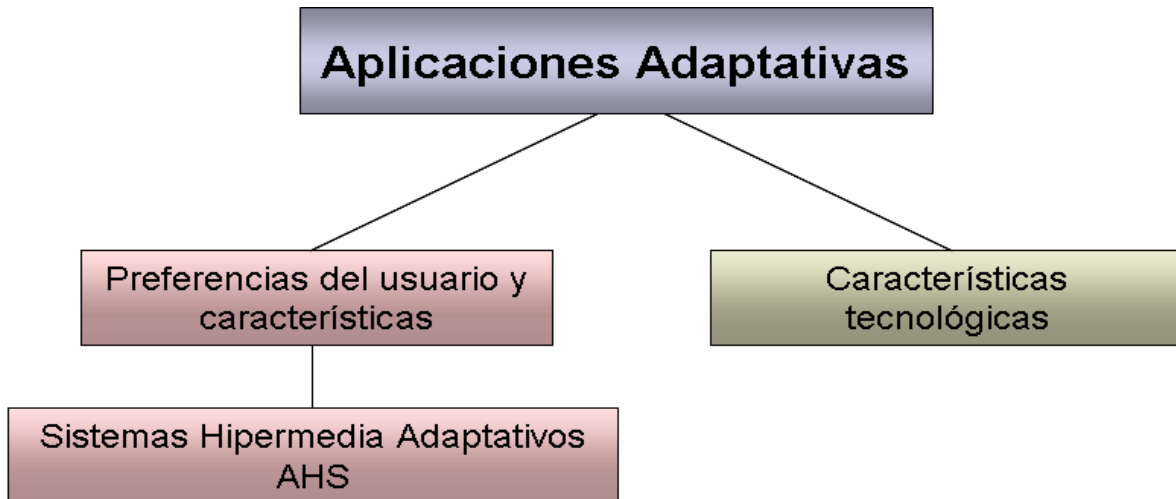 Aplicaciones Adaptativas
Preferencias del usuario y
características
Características
tecnológicas
Sistemas Hipermedia Adaptativos
AHS